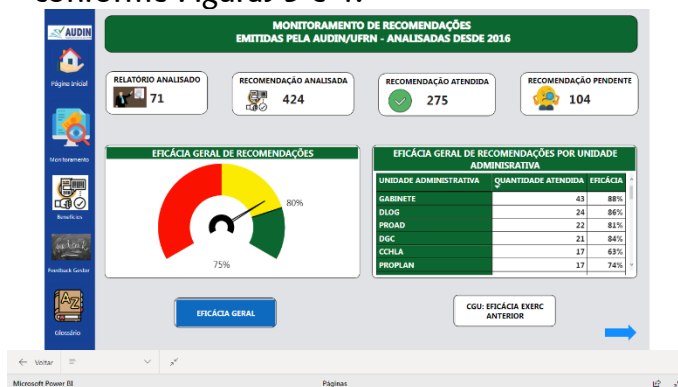 conforme Figuras 3 e 4.
AUDIN
MONITORAMENTO DE RECOMENDAÇÕES
EMITIDAS PELA AUDIN/UFRN - ANALISADAS DESDE
2016
Página Inicial
RELATÓRIO ANALISADO
71
RECOMENDAÇÃO ANALISADA
424
RECOMENDAÇÃO ATENDIDA
275
RECOMENDAÇÃO PENDENTE
104
Monitoramento
Benefícios
Feedback Gestor
Glossário
EFICÁCIA GERAL DE RECOMENDAÇÕES
80%
75%
EFICÁCIA GERAL DE RECOMENDAÇÕES POR UNIDADE
ADMINISRATIVA
UNIDADE ADMINISTRATIVA QUANTIDADE ATENDIDA EFICÁCIA
GABINETE 43 88%
DLOG 24 86%
PROAD 22 81%
DGC 21 84%
CCHLA 17 63%
PROPLAN 17 74%
EFICÁCIA GERAL
CGU: EFICÁCIA EXERC
ANTERIOR
Voltar
Microsoft Power BI
Páginas